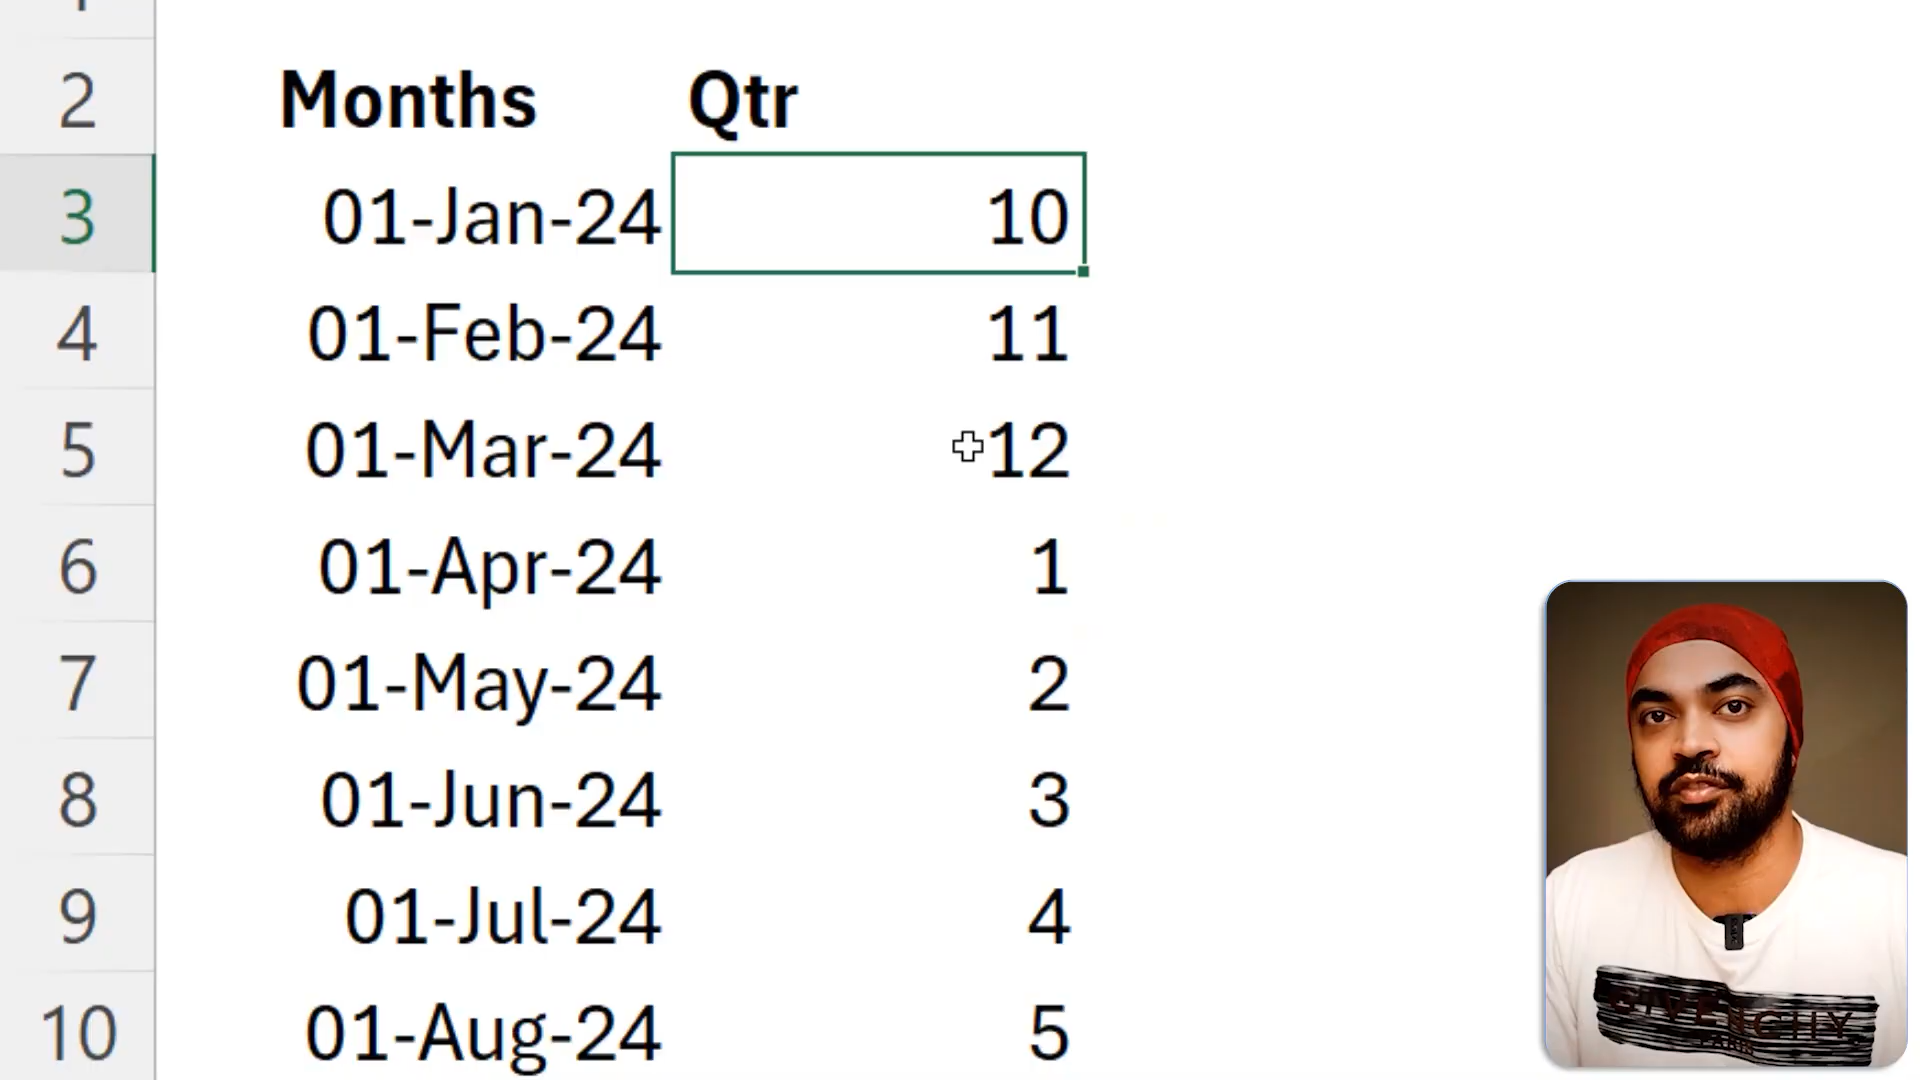 2 Months Qtr
3 01-Jan-24 10
4 01-Feb-24 11
5 01-Mar-24 12
6 01-Apr-24 1
7 01-May-24 2
8 01-Jun-24 3
9 01-Jul-24 4
10 01-Aug-24 5
GIVENCHY
PARIS